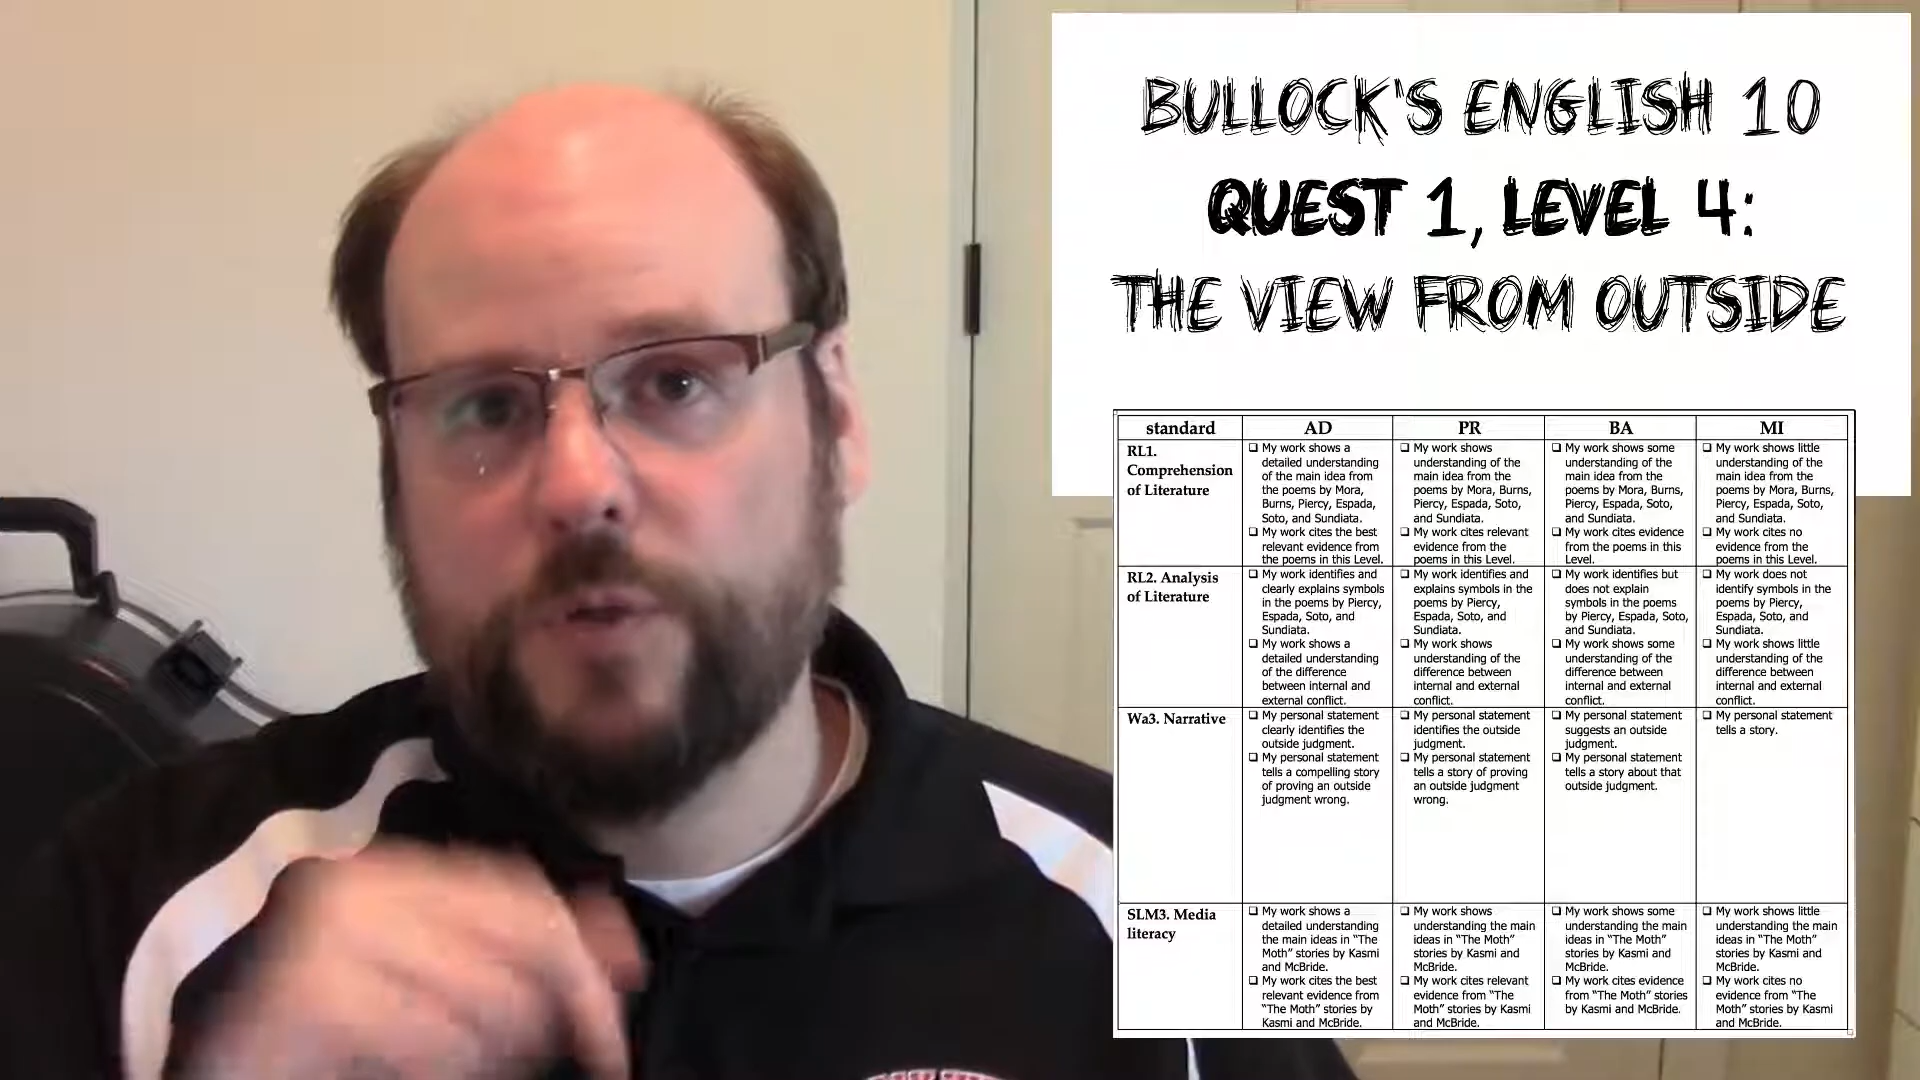 BULLOCK'S ENGLISH 10
QUEST 1, LEVEL 4:
THE VIEW FROM OUTSIDE
standard AD PR BA MI
RL1.
Comprehension
of Literature
❏ My work shows a
detailed understanding
of the main idea from
the poems by Mora,
Burns, Piercy, Espada,
Soto, and Sundiata.
❏ My work cites the best
relevant evidence from
the poems in this Level.
❏ My work shows
understanding of the
main idea from the
poems by Mora, Burns,
Piercy, Espada, Soto,
and Sundiata.
❏ My work cites relevant
evidence from the
poems in this Level.
❏ My work shows some
understanding of the
main idea from the
poems by Mora, Burns,
Piercy, Espada, Soto,
and Sundiata.
❏ My work cites evidence
from the poems in this
Level.
❏ My work shows little
understanding of the
main idea from the
poems by Mora, Burns,
Piercy, Espada, Soto,
and Sundiata.
❏ My work cites no
evidence from the
poems in this Level.
RL2. Analysis
of Literature
❏ My work identifies and
clearly explains symbols
in the poems by Piercy,
Espada, Soto, and
Sundiata.
❏ My work shows a
detailed understanding
of the difference
between internal and
external conflict.
❏ My work identifies and
explains symbols in the
poems by Piercy,
Espada, Soto, and
Sundiata.
❏ My work shows
understanding of the
difference between
internal and external
conflict.
❏ My work identifies but
does not explain
symbols in the poems
by Piercy, Espada, Soto,
and Sundiata.
❏ My work shows some
understanding of the
difference between
internal and external
conflict.
❏ My work does not
identify symbols in the
poems by Piercy,
Espada, Soto, and
Sundiata.
❏ My work shows little
understanding of the
difference between
internal and external
conflict.
Wa3. Narrative
❏ My personal statement
clearly identifies the
outside judgment.
❏ My personal statement
tells a compelling story
of proving an outside
judgment wrong.
❏ My personal statement
identifies the outside
judgment.
❏ My personal statement
tells a story of proving
an outside judgment
wrong.
❏ My personal statement
suggests an outside
judgment.
❏ My personal statement
tells a story about that
outside judgment.
❏ My personal statement
tells a story.
SLM3. Media
literacy
❏ My work shows a
detailed understanding
the main ideas in “The
Moth” stories by Kasmi
and McBride.
❏ My work cites the best
relevant evidence from
“The Moth” stories by
Kasmi and McBride.
❏ My work shows
understanding the main
ideas in “The Moth”
stories by Kasmi and
McBride.
❏ My work cites relevant
evidence from “The
Moth” stories by Kasmi
and McBride.
❏ My work shows some
understanding the main
ideas in “The Moth”
stories by Kasmi and
McBride.
❏ My work cites evidence
from “The Moth” stories
by Kasmi and McBride.
❏ My work shows little
understanding the main
ideas in “The Moth”
stories by Kasmi and
McBride.
❏ My work cites no
evidence from “The
Moth” stories by Kasmi
and McBride.